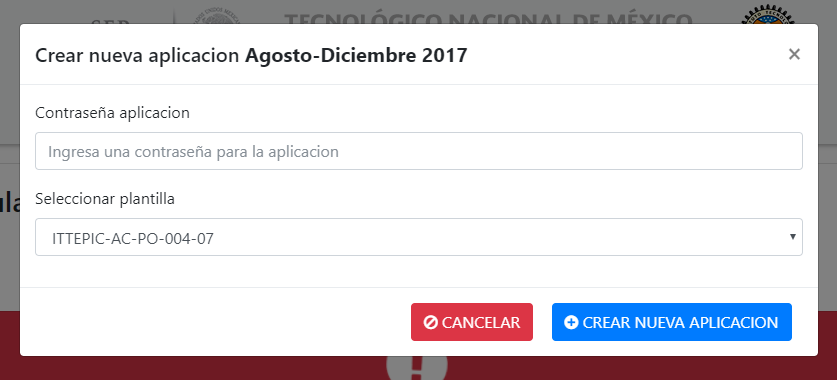 SEP TECNOLÓGICO NACIONAL DE MÉXICO
Crear nueva aplicacion Agosto-Diciembre 2017 ×
Contraseña aplicacion
Ingresa una contraseña para la aplicacion
Seleccionar plantilla
ITTEPIC-AC-PO-004-07
CANCELAR CREAR NUEVA APLICACION